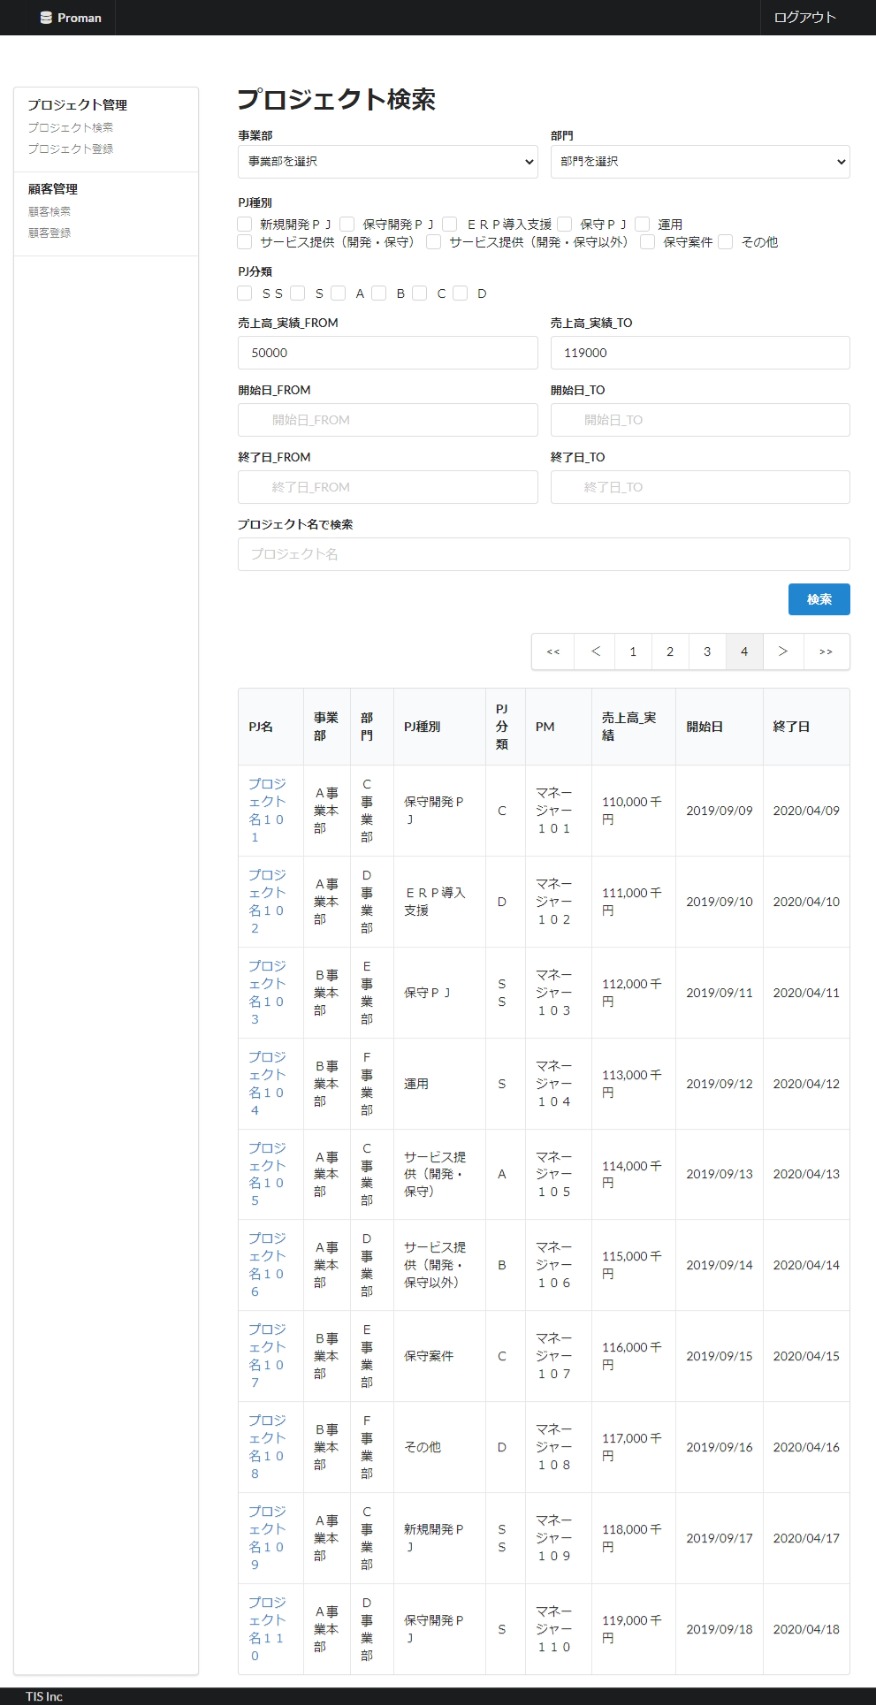 Proman
ログアウト
プロジェクト管理
プロジェクト検索
プロジェクト登録
顧客管理
顧客検索
顧客登録
プロジェクト検索
事業部
部門
事業部を選択
部門を選択
PJ種別
新規開発ＰＪ 保守開発ＰＪ ＥＲＰ導入支援 保守ＰＪ 運用
サービス提供（開発・保守） サービス提供（開発・保守以外） 保守案件 その他
PJ分類
ＳＳ Ｓ Ａ Ｂ Ｃ Ｄ
売上高_実績_FROM
売上高_実績_TO
50000
119000
開始日_FROM
開始日_TO
開始日_FROM
開始日_TO
終了日_FROM
終了日_TO
終了日_FROM
終了日_TO
プロジェクト名で検索
プロジェクト名
検索
<< ＜ 1 2 3 4 ＞ >>
PJ名 事業部 部門 PJ種別 PJ分類 PM 売上高_実績 開始日 終了日
プロジェクト名１０１ Ａ事業本部 Ｃ事業部 保守開発ＰＪ Ｃ マネージャー１０１ 110,000 千円 2019/09/09 2020/04/09
プロジェクト名１０２ Ａ事業本部 Ｄ事業部 ＥＲＰ導入支援 Ｄ マネージャー１０２ 111,000 千円 2019/09/10 2020/04/10
プロジェクト名１０３ Ｂ事業本部 Ｅ事業部 保守ＰＪ ＳＳ マネージャー１０３ 112,000 千円 2019/09/11 2020/04/11
プロジェクト名１０４ Ｂ事業本部 Ｆ事業部 運用 Ｓ マネージャー１０４ 113,000 千円 2019/09/12 2020/04/12
プロジェクト名１０５ Ａ事業本部 Ｃ事業部 サービス提供（開発・保守） Ａ マネージャー１０５ 114,000 千円 2019/09/13 2020/04/13
プロジェクト名１０６ Ａ事業本部 Ｄ事業部 サービス提供（開発・保守以外） Ｂ マネージャー１０６ 115,000 千円 2019/09/14 2020/04/14
プロジェクト名１０７ Ｂ事業本部 Ｅ事業部 保守案件 Ｃ マネージャー１０７ 116,000 千円 2019/09/15 2020/04/15
プロジェクト名１０８ Ｂ事業本部 Ｆ事業部 その他 Ｄ マネージャー１０８ 117,000 千円 2019/09/16 2020/04/16
プロジェクト名１０９ Ａ事業本部 Ｃ事業部 新規開発ＰＪ ＳＳ マネージャー１０９ 118,000 千円 2019/09/17 2020/04/17
プロジェクト名１１０ Ａ事業本部 Ｄ事業部 保守開発ＰＪ Ｓ マネージャー１１０ 119,000 千円 2019/09/18 2020/04/18
TIS Inc